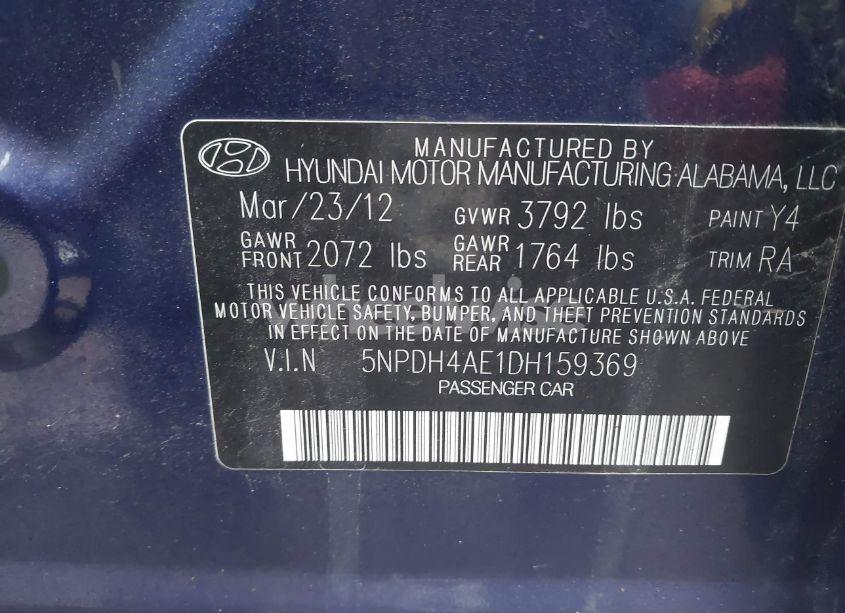 MANUFACTURED BY
HYUNDAI MOTOR MANUFACTURING ALABAMA, LLC
Mar/23/12 GVWR 3792 lbs PAINT Y4
GAWR FRONT 2072 lbs GAWR REAR 1764 lbs TRIM RA
THIS VEHICLE CONFORMS TO ALL APPLICABLE U.S.A. FEDERAL
MOTOR VEHICLE SAFETY, BUMPER, AND THEFT PREVENTION STANDARDS
IN EFFECT ON THE DATE OF MANUFACTURE SHOWN ABOVE
V.I.N 5NPDH4AE1DH159369
PASSENGER CAR